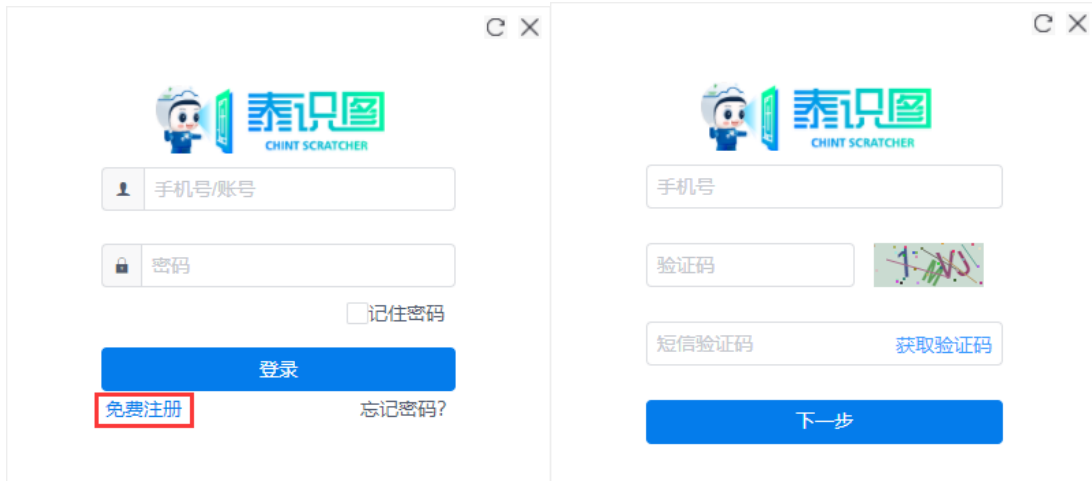 泰识图
CHINT SCRATCHER
手机号/账号
密码
记住密码
登录
免费注册
忘记密码?
泰识图
CHINT SCRATCHER
手机号
验证码
短信验证码
获取验证码
下一步